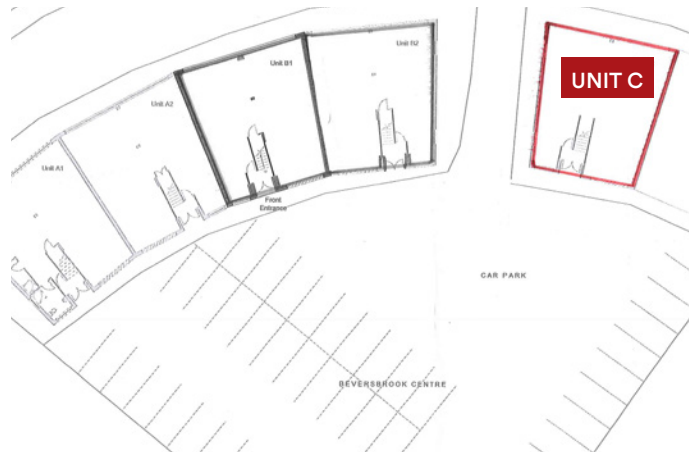 Unit B2
Unit B1
UNIT C
Unit A2
Unit A1
Front
Entrance
CAR PARK
BEVERSBROOK CENTRE